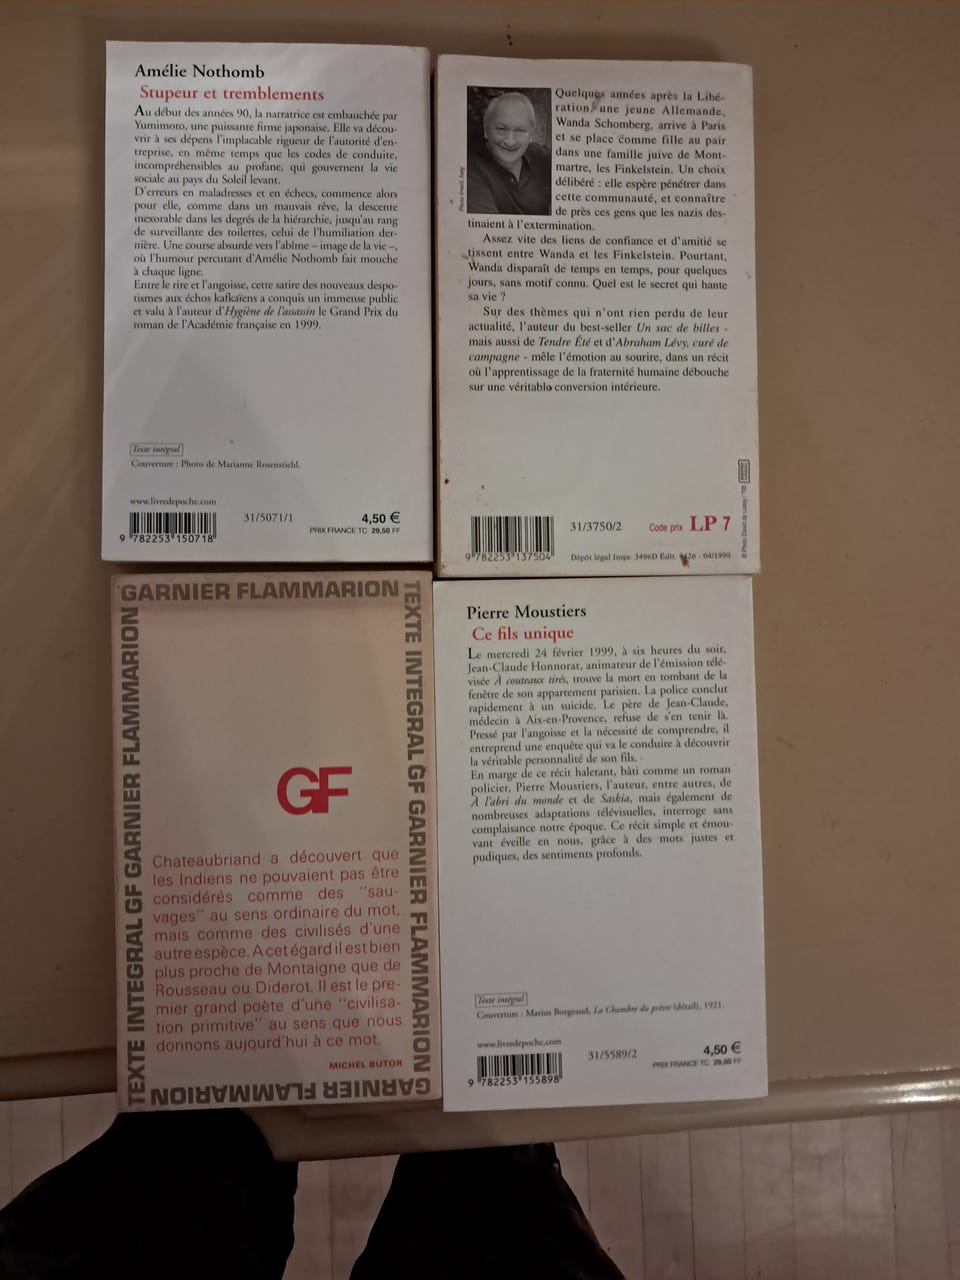 Amélie Nothomb
Stupeur et tremblements
Au début des années 90, la narratrice est embauchée par
Yumimoto, une puissante firme japonaise. Elle va décou-
vrir à ses dépens l'implacable rigueur de l'autorité d'en-
treprise, en même temps que les codes de conduite,
incompréhensibles au profane, qui gouvernent la vie
sociale au pays du Soleil levant.
D'erreurs en maladresses et en échecs, commence alors
pour elle, comme dans un mauvais rêve, la descente
inexorable dans les degrés de la hiérarchie, jusqu'au rang
de surveillante des toilettes, celui de l'humiliation der-
nière. Une course absurde vers l'abîme – image de la vie –,
où l'humour percutant d'Amélie Nothomb fait mouche
à chaque ligne.
Entre le rire et l'angoisse, cette satire des nouveaux despo-
tismes aux échos kafkaïens a conquis un immense public
et valu à l'auteur d'Hygiène de l'assassin le Grand Prix du
roman de l'Académie française en 1999.
Texte intégral
Couverture : Photo de Marianne Rosenstiehl.
www.livredepoche.com
31/5071/1
4,50 €
PRIX FRANCE TC 29,50 FF
9 782253 150718
Quelques années après la Libé-
ration, une jeune Allemande,
Wanda Schomberg, arrive à Paris
et se place comme fille au pair
dans une famille juive de Mont-
martre, les Finkelstein. Un choix
délibéré : elle espère pénétrer dans
cette communauté, et connaître
de près ces gens que les nazis des-
tinaient à l'extermination.
Assez vite des liens de confiance et d'amitié se
tissent entre Wanda et les Finkelstein. Pourtant,
Wanda disparaît de temps en temps, pour quelques
jours, sans motif connu. Quel est le secret qui hante
sa vie ?
Sur des thèmes qui n'ont rien perdu de leur
actualité, l'auteur du best-seller Un sac de billes -
mais aussi de Tendre Été et d'Abraham Lévy, curé de
campagne - mêle l'émotion au sourire, dans un récit
où l'apprentissage de la fraternité humaine débouche
sur une véritable conversion intérieure.
31/3750/2
Code prix LP 7
9 782253 137504
Dépôt légal Impr. 3496D Édit. 26 - 04/1999
© Photo David de Lossy / TIB
GARNIER FLAMMARION
TEXTE INTEGRAL GF GARNIER FLAMMARION
TEXTE INTEGRAL GF GARNIER FLAMMARION
GF
Chateaubriand a découvert que
les Indiens ne pouvaient pas être
considérés comme des "sau-
vages" au sens ordinaire du mot,
mais comme des civilisés d'une
autre espèce. A cet égard il est bien
plus proche de Montaigne que de
Rousseau ou Diderot. Il est le pre-
mier grand poète d'une "civilisa-
tion primitive" au sens que nous
donnons aujourd'hui à ce mot.
MICHEL BUTOR
GARNIER FLAMMARION
Pierre Moustiers
Ce fils unique
Le mercredi 24 février 1999, à six heures du soir,
Jean-Claude Honnorat, animateur de l'émission télé-
visée À couteaux tirés, trouve la mort en tombant de la
fenêtre de son appartement parisien. La police conclut
rapidement à un suicide. Le père de Jean-Claude,
médecin à Aix-en-Provence, refuse de s'en tenir là.
Pressé par l'angoisse et la nécessité de comprendre, il
entreprend une enquête qui va le conduire à découvrir
la véritable personnalité de son fils.
En marge de ce récit haletant, bâti comme un roman
policier, Pierre Moustiers, l'auteur, entre autres, de
À l'abri du monde et de Saskia, mais également de
nombreuses adaptations télévisuelles, interroge sans
complaisance notre époque. Ce récit simple et émou-
vant éveille en nous, grâce à des mots justes et
pudiques, des sentiments profonds.
Texte intégral
Couverture : Marius Borgeaud, La Chambre du prêtre (détail), 1921.
www.livredepoche.com
31/5589/2
4,50 €
PRIX FRANCE TC 29,50 FF
9 782253 155898